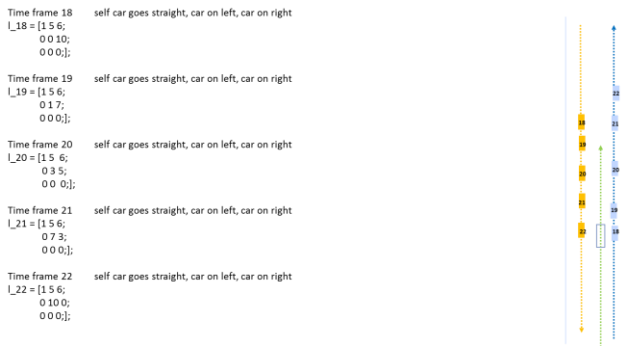 Time frame 18 self car goes straight, car on left, car on right
l_18 = [1 5 6;
0 0 10;
0 0 0;];
Time frame 19 self car goes straight, car on left, car on right
l_19 = [1 5 6;
0 1 7;
0 0 0;];
Time frame 20 self car goes straight, car on left, car on right
l_20 = [1 5 6;
0 3 5;
0 0 0;];
Time frame 21 self car goes straight, car on left, car on right
l_21 = [1 5 6;
0 7 3;
0 0 0;];
Time frame 22 self car goes straight, car on left, car on right
l_22 = [1 5 6;
0 10 0;
0 0 0;];
18
19
20
21
22
22
21
20
19
18